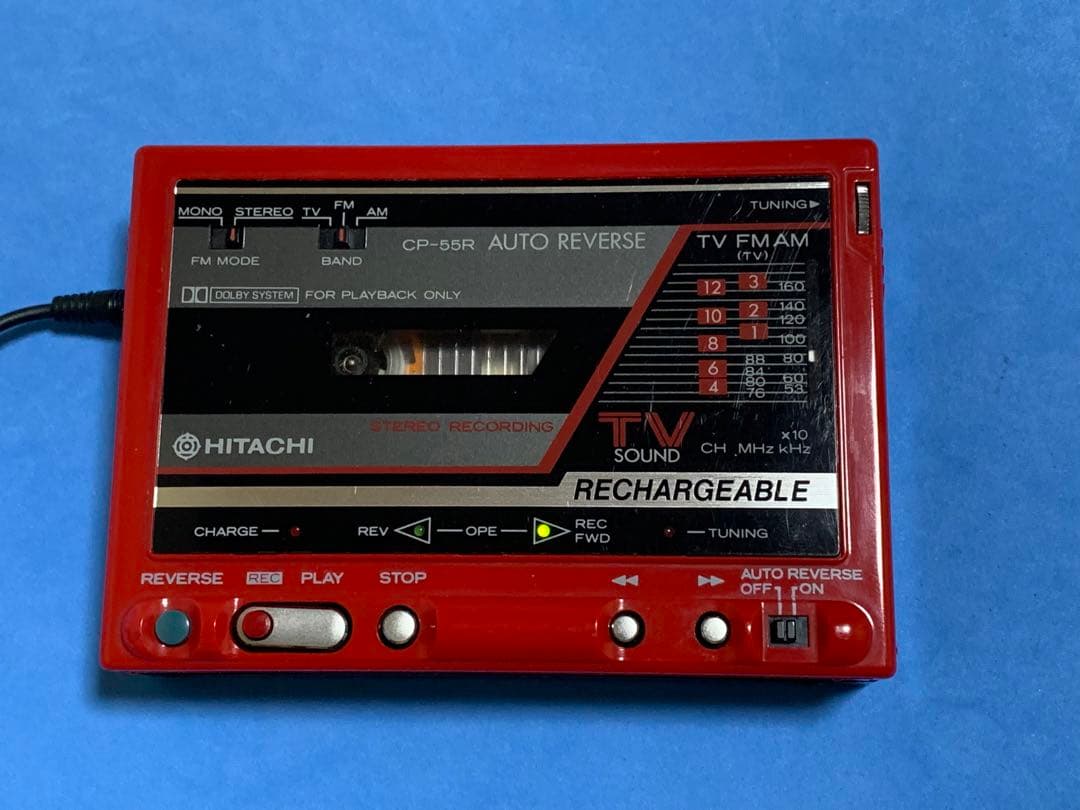 TUNING▶
MONO STEREO TV FM AM
FM MODE BAND
CP-55R AUTO REVERSE
DOLBY SYSTEM FOR PLAYBACK ONLY
TV FM AM
(TV)
12 3 160
10 2 140
120
1
8 100
88 80
6 84
80 60
4 76 53
STEREO RECORDING
HITACHI
TV
SOUND
CH MHz x10 kHz
RECHARGEABLE
CHARGE REV OPE REC
FWD TUNING
REVERSE REC PLAY STOP ◀◀ ▶▶ AUTO REVERSE
OFF ON